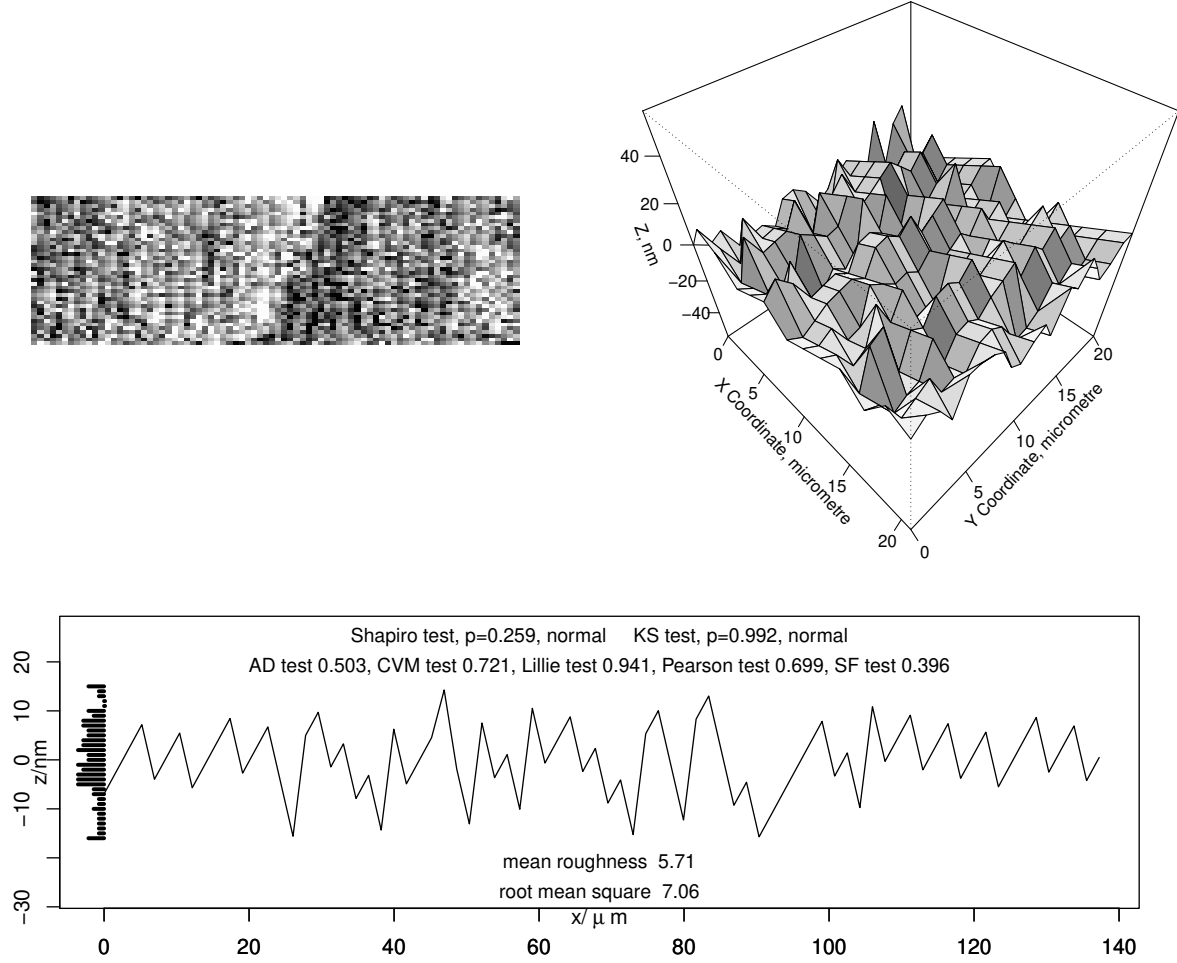 40
20
0
−20
−40
Z, nm
0
5
10
15
20
X Coordinate, micrometre
0
5
10
15
20
Y Coordinate, micrometre
Shapiro test, p=0.259, normal KS test, p=0.992, normal
AD test 0.503, CVM test 0.721, Lillie test 0.941, Pearson test 0.699, SF test 0.396
20
10
0
−10
−30
z/nm
mean roughness 5.71
root mean square 7.06
x/ μ m
0 20 40 60 80 100 120 140